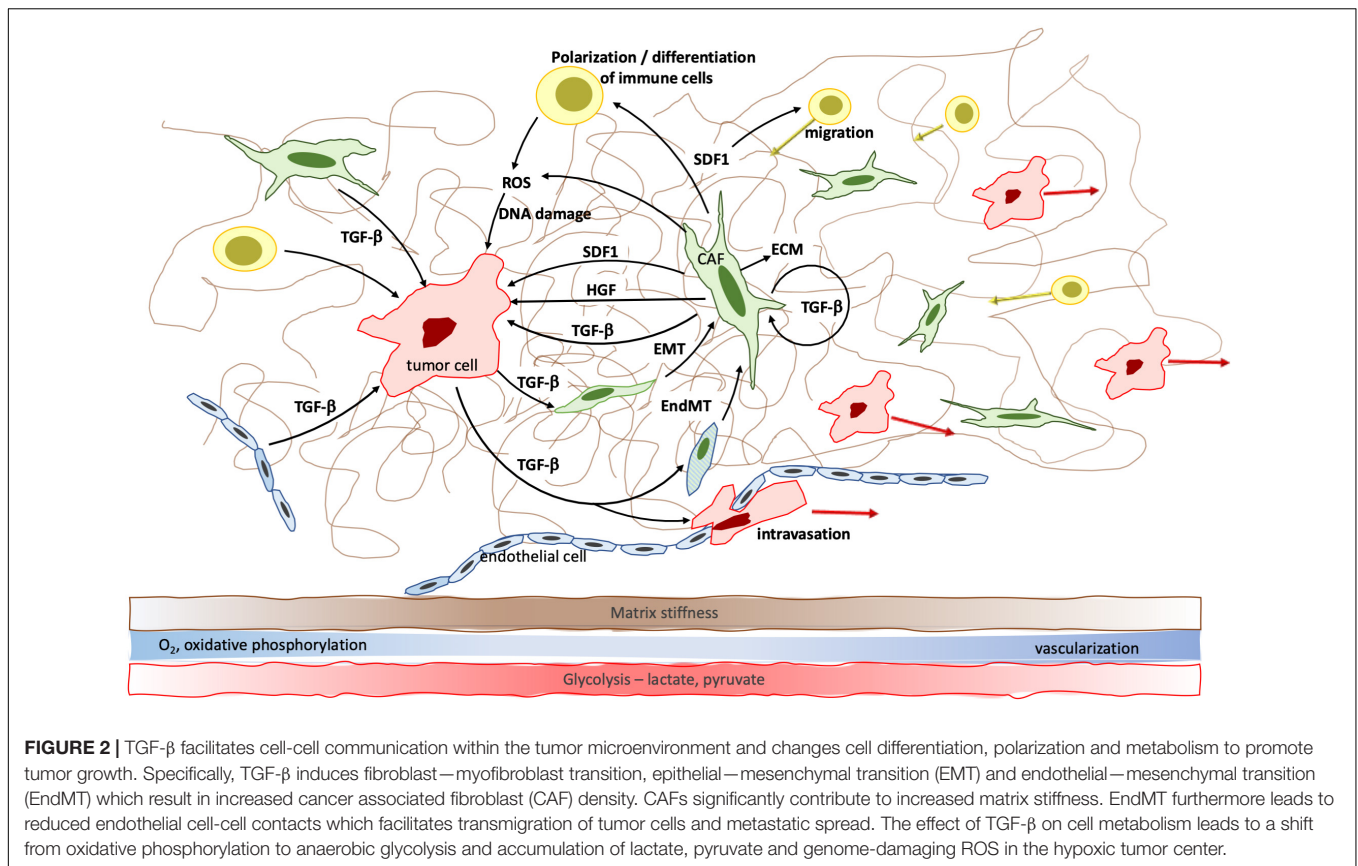 Polarization / differentiation
of immune cells
migration
SDF1
ROS
DNA damage
TGF-β
SDF1
CAF
ECM
HGF
TGF-β
TGF-β
EMT
tumor cell
TGF-β
TGF-β
EndMT
TGF-β
intravasation
endothelial cell
Matrix stiffness
O₂, oxidative phosphorylation
vascularization
Glycolysis – lactate, pyruvate
FIGURE 2 | TGF-β facilitates cell-cell communication within the tumor microenvironment and changes cell differentiation, polarization and metabolism to promote
tumor growth. Specifically, TGF-β induces fibroblast—myofibroblast transition, epithelial—mesenchymal transition (EMT) and endothelial—mesenchymal transition
(EndMT) which result in increased cancer associated fibroblast (CAF) density. CAFs significantly contribute to increased matrix stiffness. EndMT furthermore leads to
reduced endothelial cell-cell contacts which facilitates transmigration of tumor cells and metastatic spread. The effect of TGF-β on cell metabolism leads to a shift
from oxidative phosphorylation to anaerobic glycolysis and accumulation of lactate, pyruvate and genome-damaging ROS in the hypoxic tumor center.